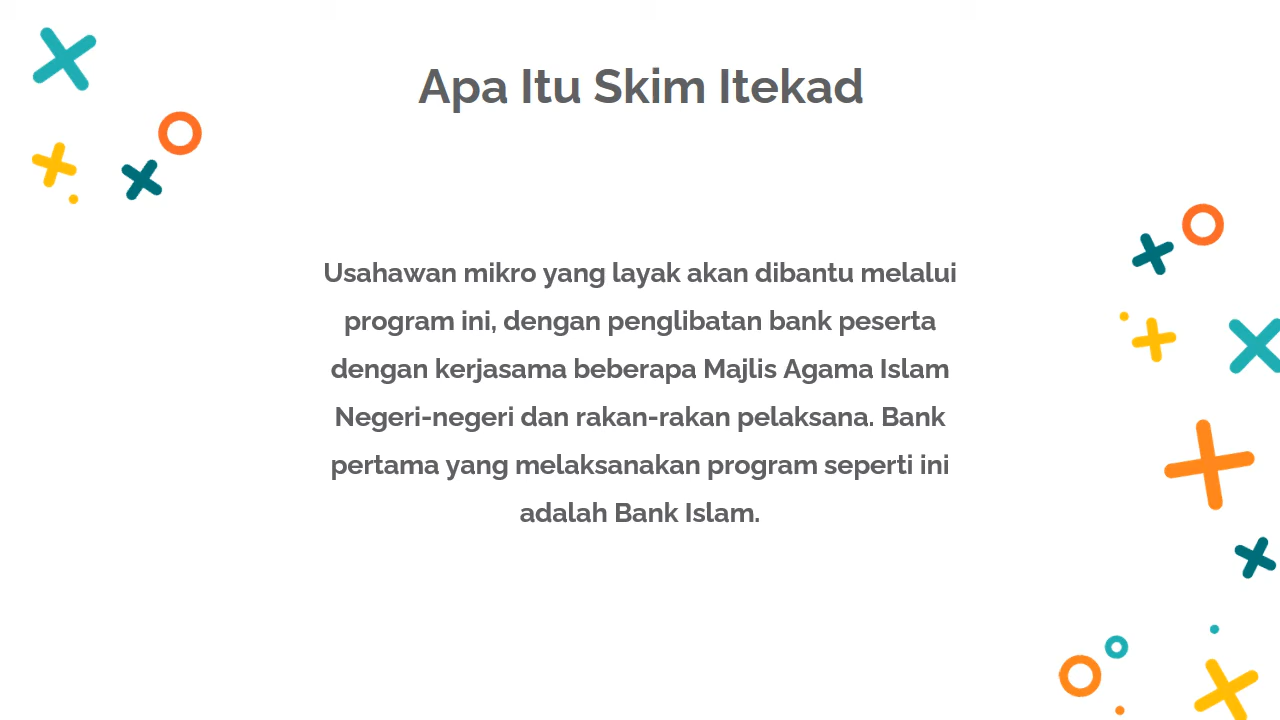 Apa Itu Skim Itekad
Usahawan mikro yang layak akan dibantu melalui
program ini, dengan penglibatan bank peserta
dengan kerjasama beberapa Majlis Agama Islam
Negeri-negeri dan rakan-rakan pelaksana. Bank
pertama yang melaksanakan program seperti ini
adalah Bank Islam.